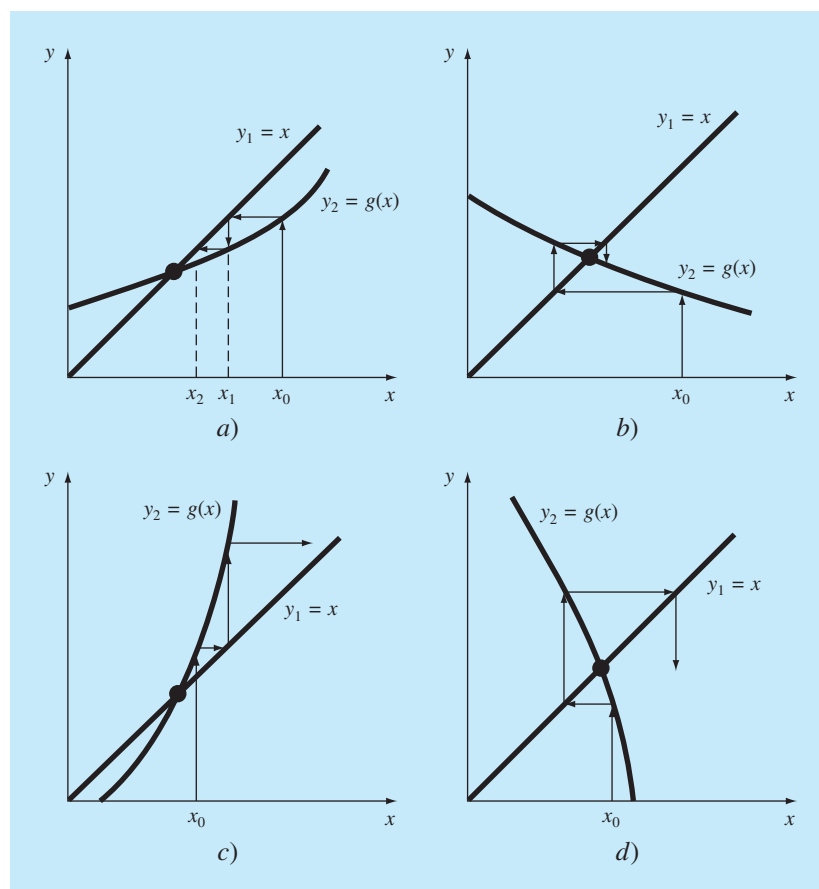 y
y
y₁ = x
y₁ = x
y₂ = g(x)
y₂ = g(x)
x₂ x₁ x₀ x
x₀ x
a) b)
y
y
y₂ = g(x)
y₂ = g(x)
y₁ = x
y₁ = x
x₀ x
x₀ x
c) d)